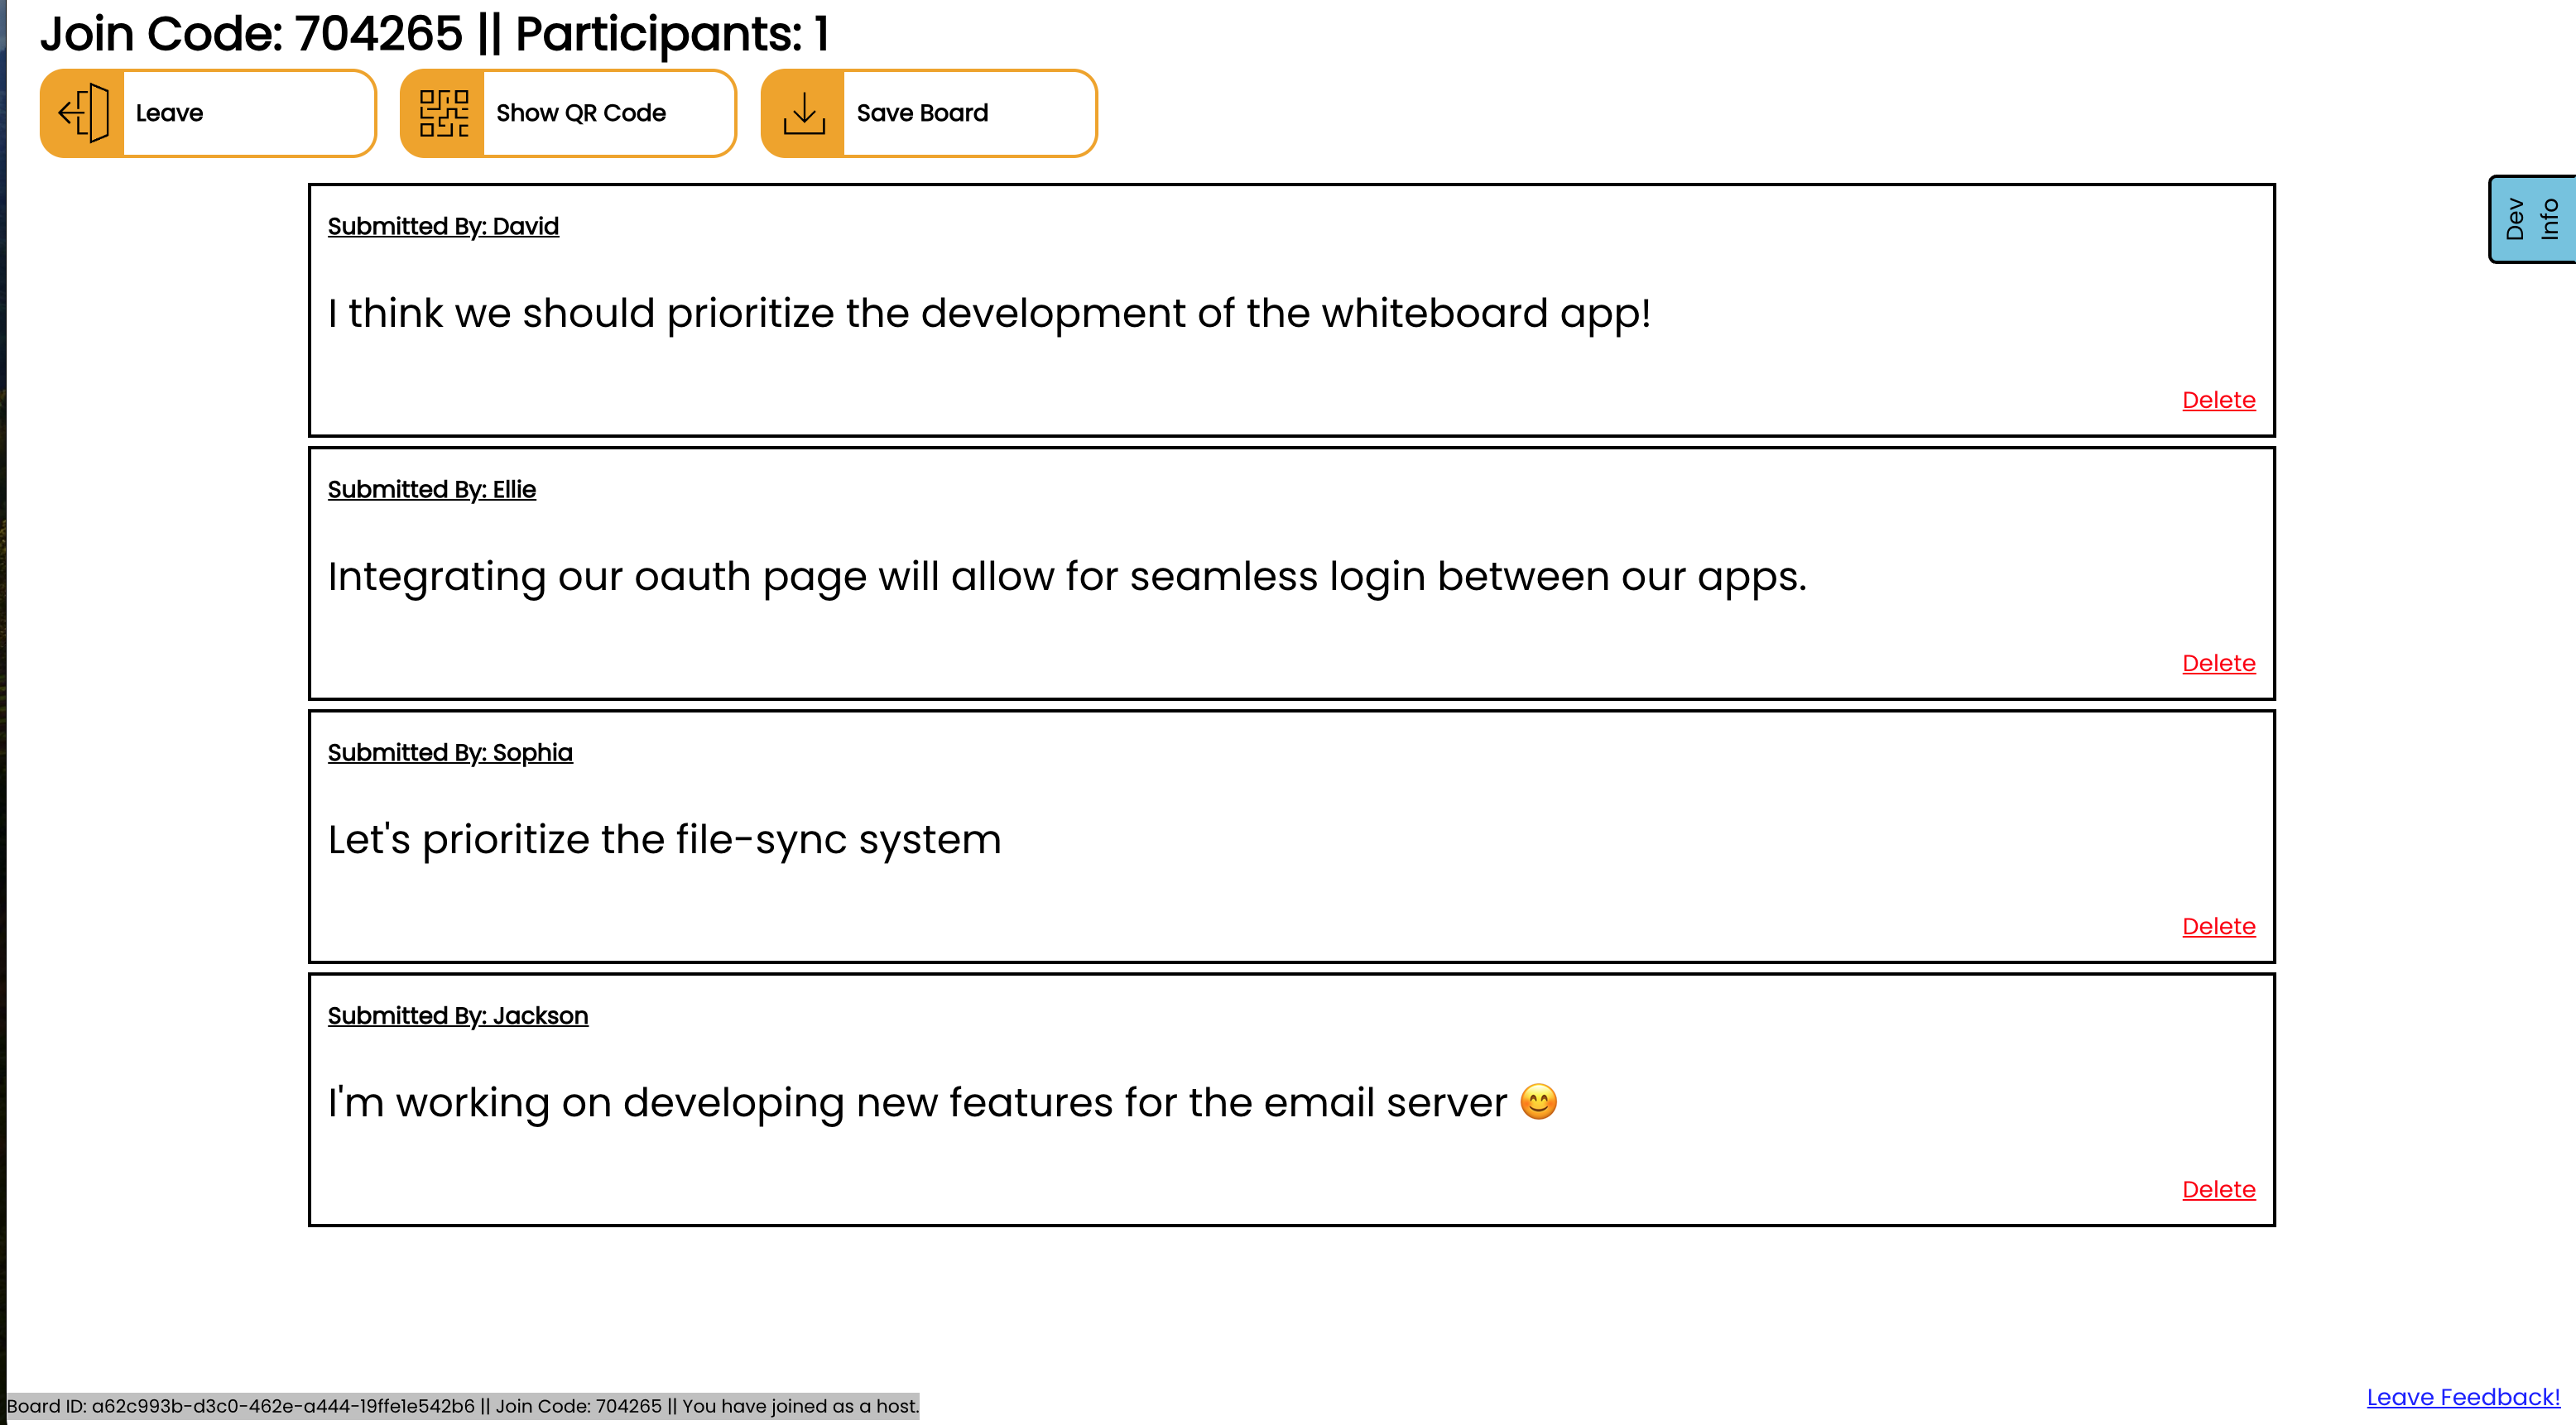 Join Code: 704265 || Participants: 1
Leave
Show QR Code
Save Board
Dev
Info
Submitted By: David
I think we should prioritize the development of the whiteboard app!
Delete
Submitted By: Ellie
Integrating our oauth page will allow for seamless login between our apps.
Delete
Submitted By: Sophia
Let's prioritize the file-sync system
Delete
Submitted By: Jackson
I'm working on developing new features for the email server 😊
Delete
Leave Feedback!
Board ID: a62c993b-d3c0-462e-a444-19ffe1e542b6 || Join Code: 704265 || You have joined as a host.